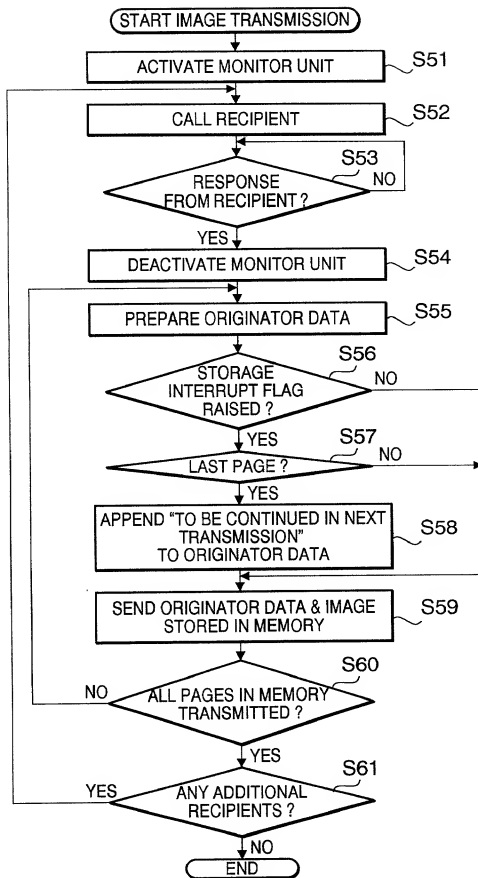 START IMAGE TRANSMISSION
ACTIVATE MONITOR UNIT
S51
CALL RECIPIENT
S52
S53
RESPONSE
FROM RECIPIENT ?
NO
YES
DEACTIVATE MONITOR UNIT
S54
PREPARE ORIGINATOR DATA
S55
S56
STORAGE
INTERRUPT FLAG
RAISED ?
NO
YES
S57
LAST PAGE ?
NO
YES
APPEND "TO BE CONTINUED IN NEXT
TRANSMISSION"
TO ORIGINATOR DATA
S58
SEND ORIGINATOR DATA & IMAGE
STORED IN MEMORY
S59
S60
ALL PAGES IN MEMORY
TRANSMITTED ?
NO
YES
S61
ANY ADDITIONAL
RECIPIENTS ?
YES
NO
END